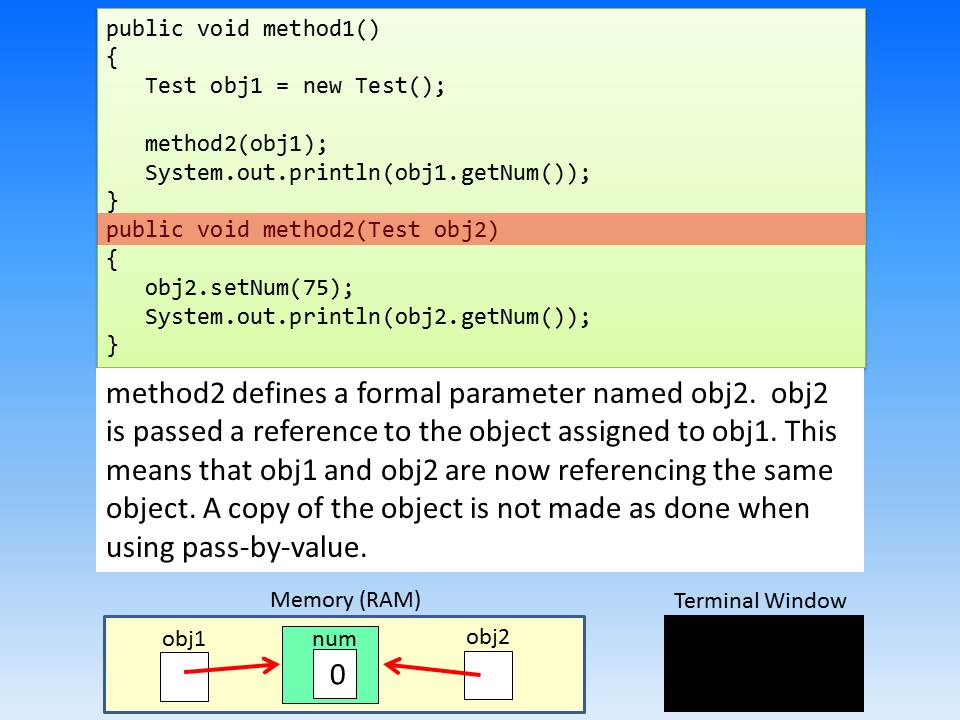 public void method1()
{
   Test obj1 = new Test();
   method2(obj1);
   System.out.println(obj1.getNum());
}
public void method2(Test obj2)
{
   obj2.setNum(75);
   System.out.println(obj2.getNum());
}
method2 defines a formal parameter named obj2.  obj2
is passed a reference to the object assigned to obj1. This
means that obj1 and obj2 are now referencing the same
object. A copy of the object is not made as done when
using pass-by-value.
Memory (RAM)
Terminal Window
obj1
num
obj2
0